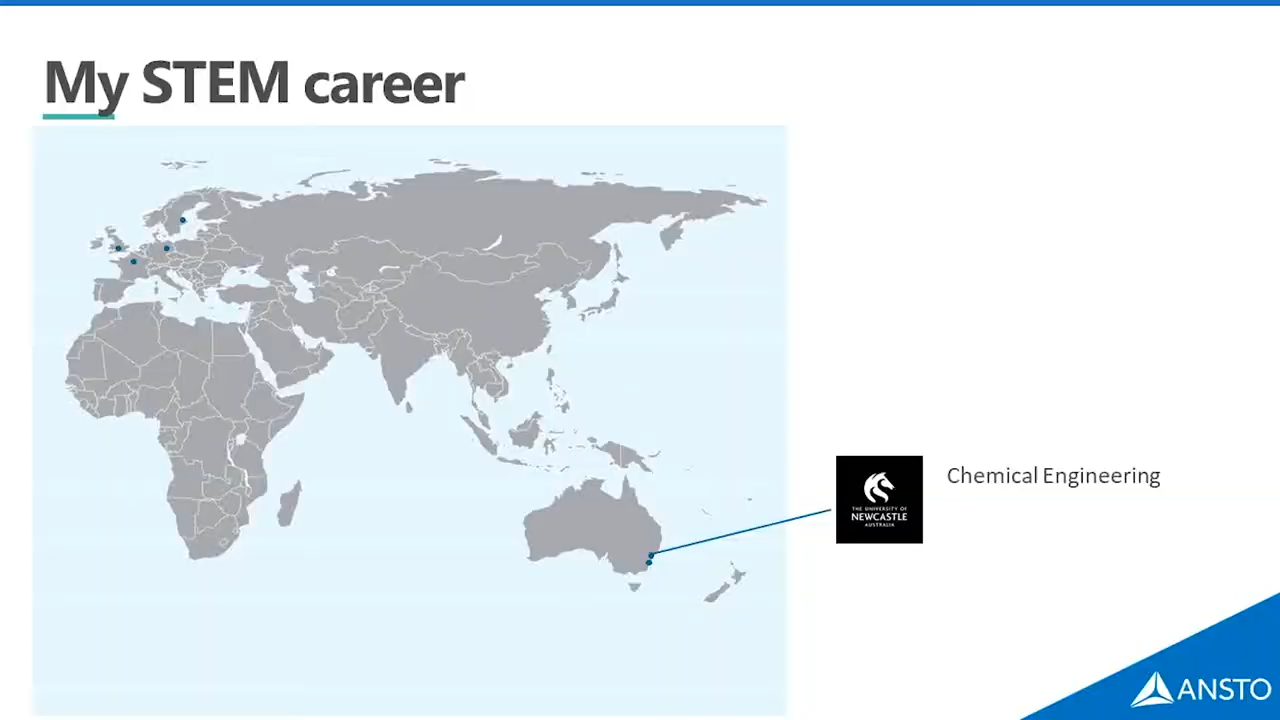 My STEM career
THE UNIVERSITY OF
NEWCASTLE
AUSTRALIA
Chemical Engineering
ANSTO